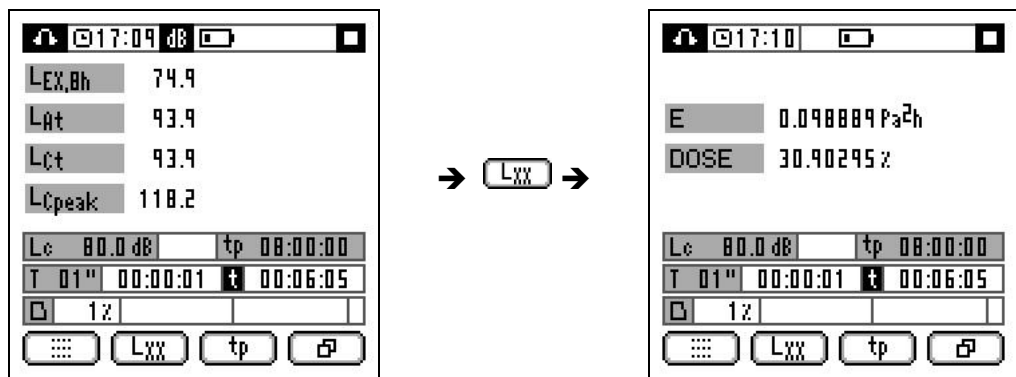 17:09 dB
LEX,8h 74.9
LAt 93.9
LCt 93.9
LCpeak 118.2
Lc 80.0 dB tp 08:00:00
T 01" 00:00:01 t 00:06:05
1%
Lxx tp
Lxx
17:10
E 0.098889 Pa²h
DOSE 30.90295 %
Lc 80.0 dB tp 08:00:00
T 01" 00:00:01 t 00:06:05
1%
Lxx tp